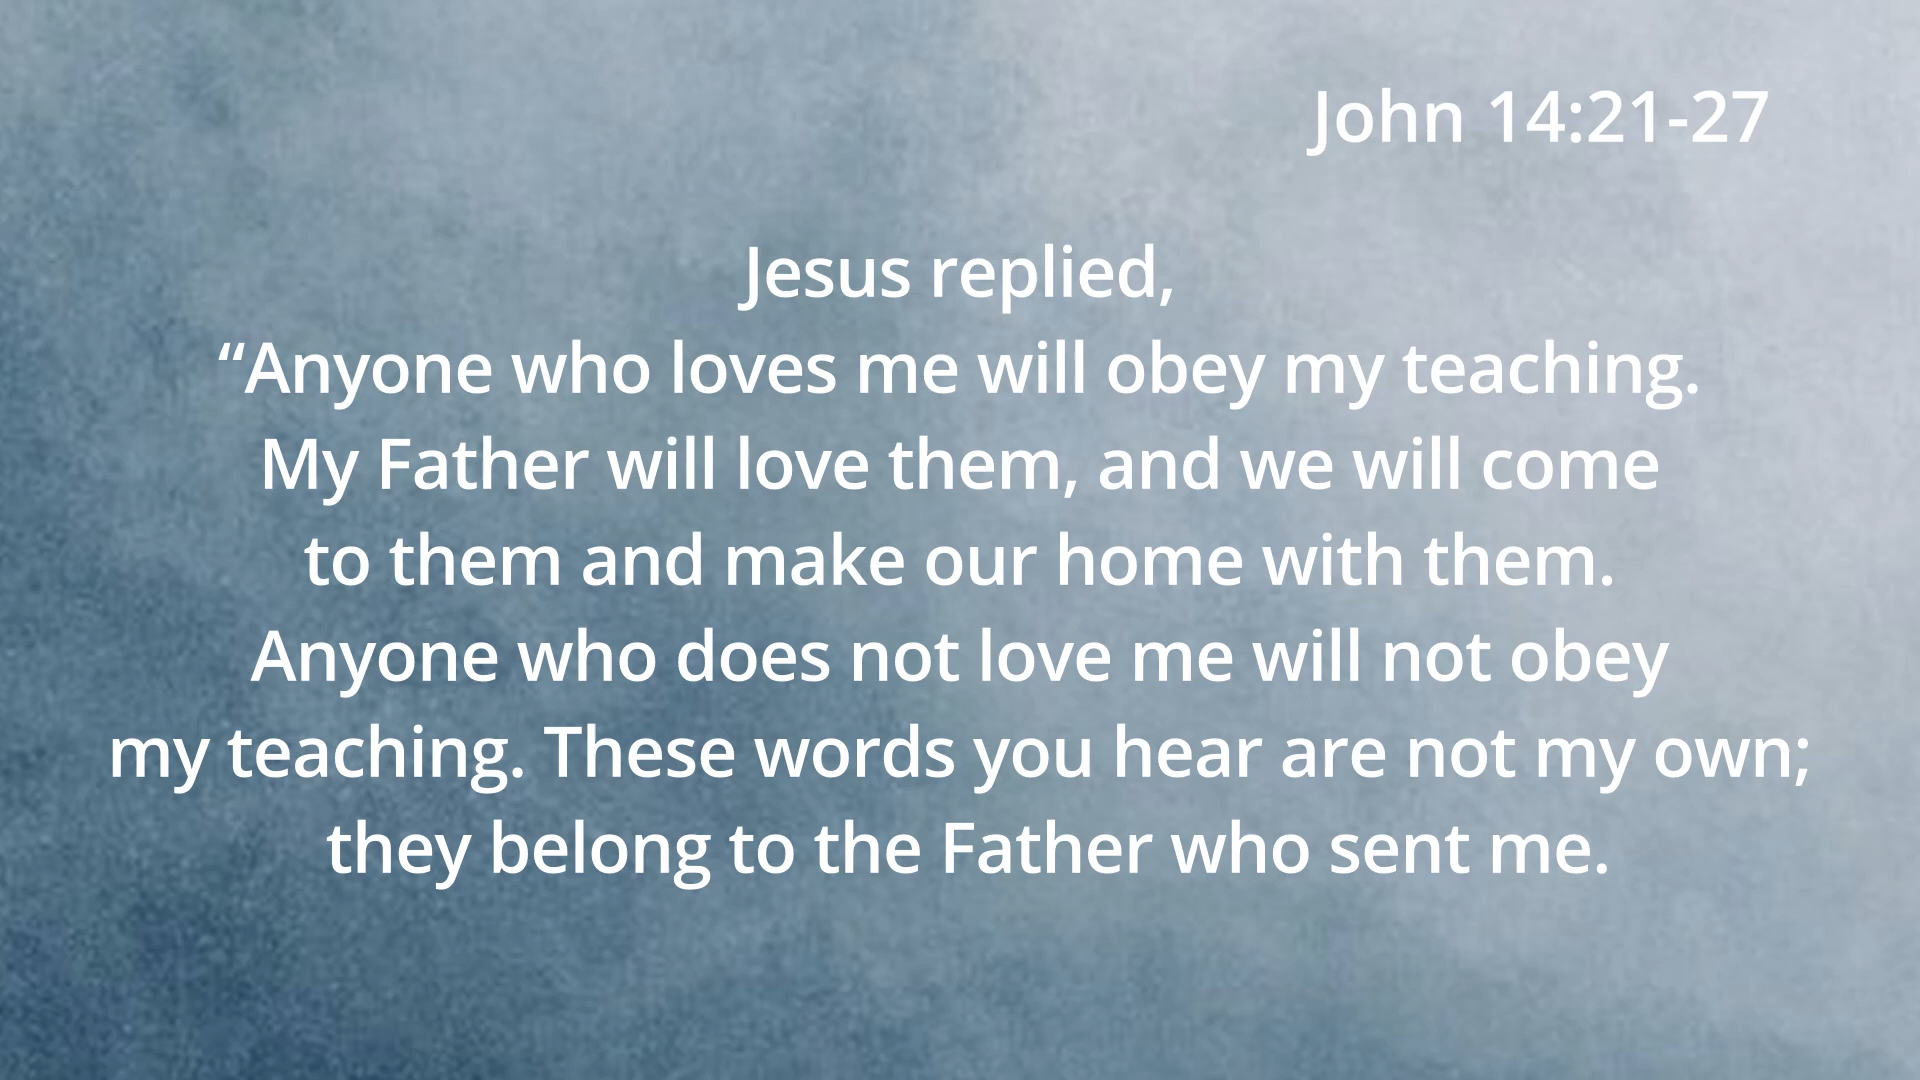 John 14:21-27
Jesus replied,
“Anyone who loves me will obey my teaching.
My Father will love them, and we will come
to them and make our home with them.
Anyone who does not love me will not obey
my teaching. These words you hear are not my own;
they belong to the Father who sent me.